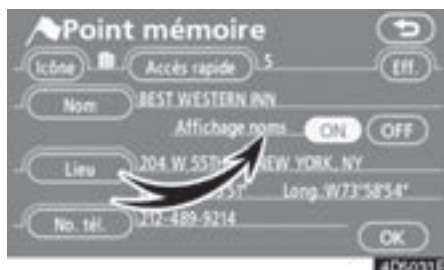 Point mémoire
Icône Accès rapide 5 Eff.
Nom BEST WESTERN INN
Affichage noms ON OFF
Lieu 204 W 55TH NEW YORK, NY
57" Long.:W73°58'54"
No. tél. 212-489-9214
OK